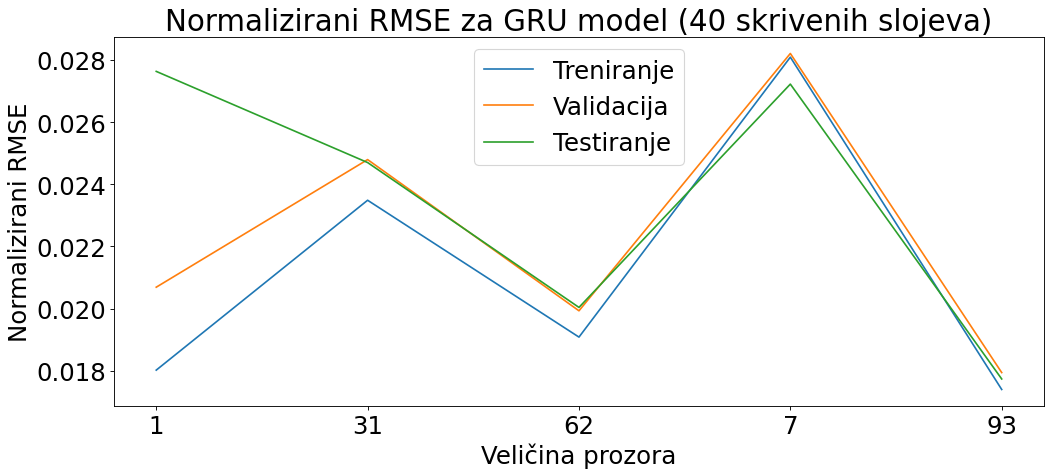 Normalizirani RMSE za GRU model (40 skrivenih slojeva)
Normalizirani RMSE
0.028
0.026
0.024
0.022
0.020
0.018
Treniranje
Validacija
Testiranje
1 31 62 7 93
Veličina prozora